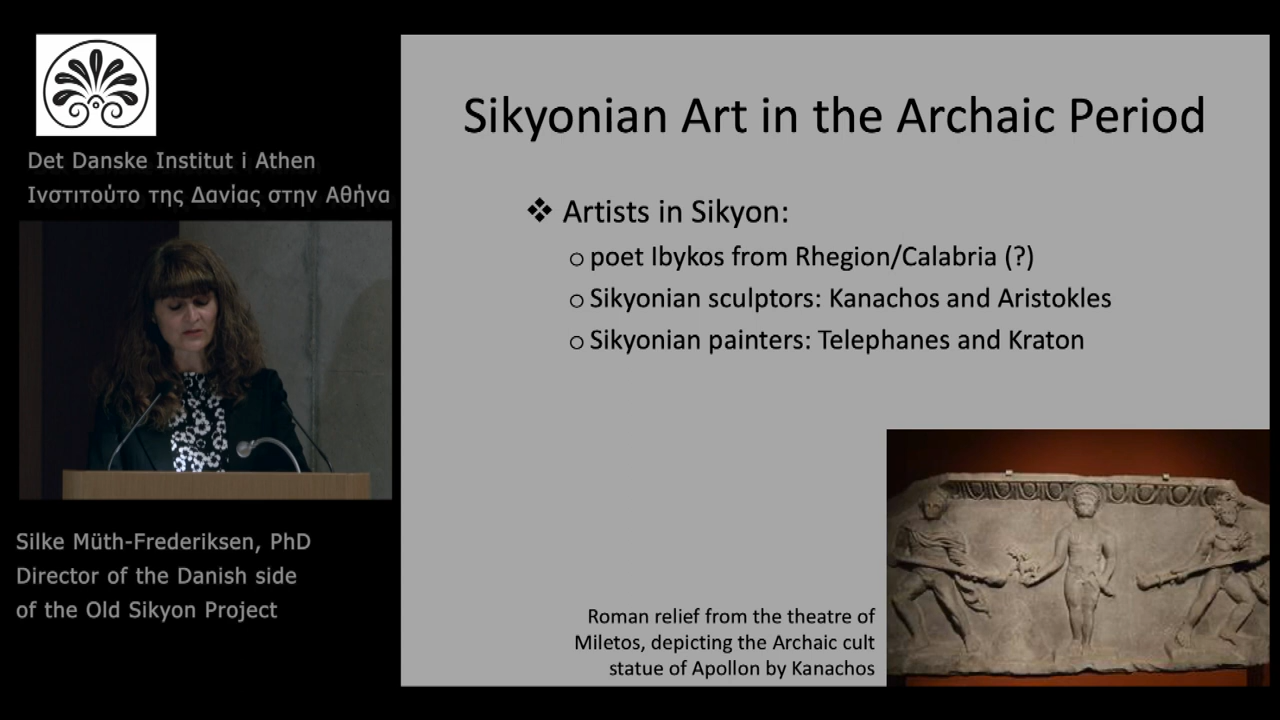 Det Danske Institut i Athen
Ινστιτούτο της Δανίας στην Αθήνα
Silke Müth-Frederiksen, PhD
Director of the Danish side
of the Old Sikyon Project
Sikyonian Art in the Archaic Period
❖ Artists in Sikyon:
o poet Ibykos from Rhegion/Calabria (?)
o Sikyonian sculptors: Kanachos and Aristokles
o Sikyonian painters: Telephanes and Kraton
Roman relief from the theatre of
Miletos, depicting the Archaic cult
statue of Apollon by Kanachos